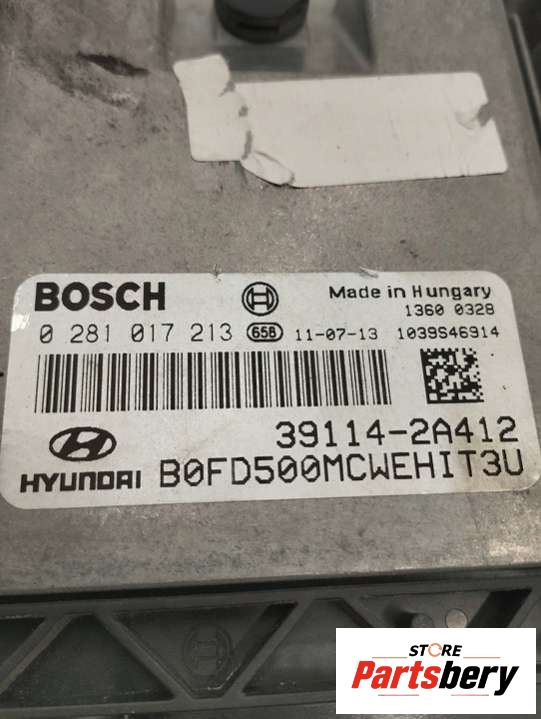 BOSCH
Made in Hungary
1360 0328
0 281 017 213 658 11-07-13 1039S46914
39114-2A412
HYUNDAI B0FD500MCWEHIT3U
STORE
Partsbery